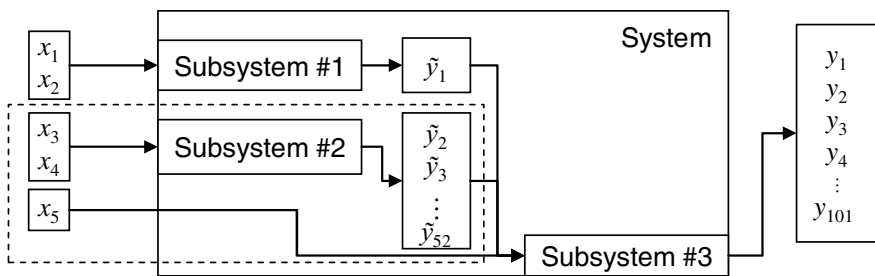 System
x₁
x₂
Subsystem #1
ỹ₁
x₃
x₄
Subsystem #2
ỹ₂
ỹ₃
⋮
ỹ₅₂
x₅
Subsystem #3
y₁
y₂
y₃
y₄
⋮
y₁₀₁